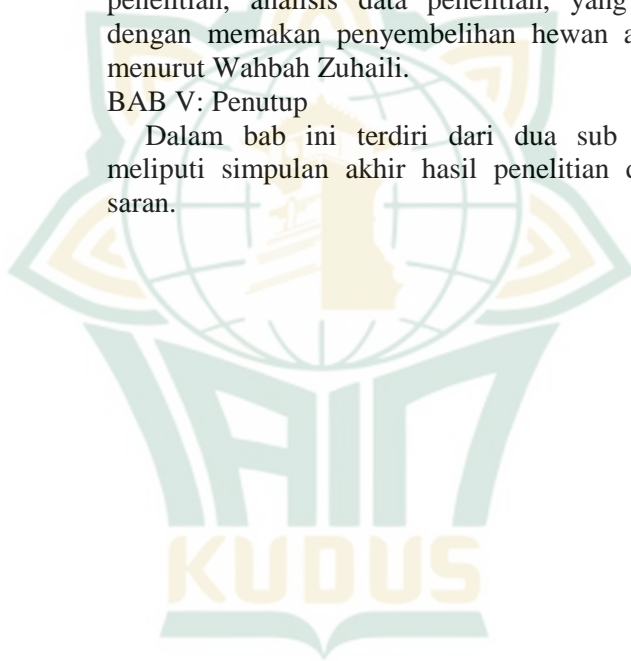 penelitian, analisis data penelitian, yang
dengan memakan penyembelihan hewan a
menurut Wahbah Zuhaili.
BAB V: Penutup
Dalam bab ini terdiri dari dua sub
meliputi simpulan akhir hasil penelitian d
saran.
IAIN
KUDUS